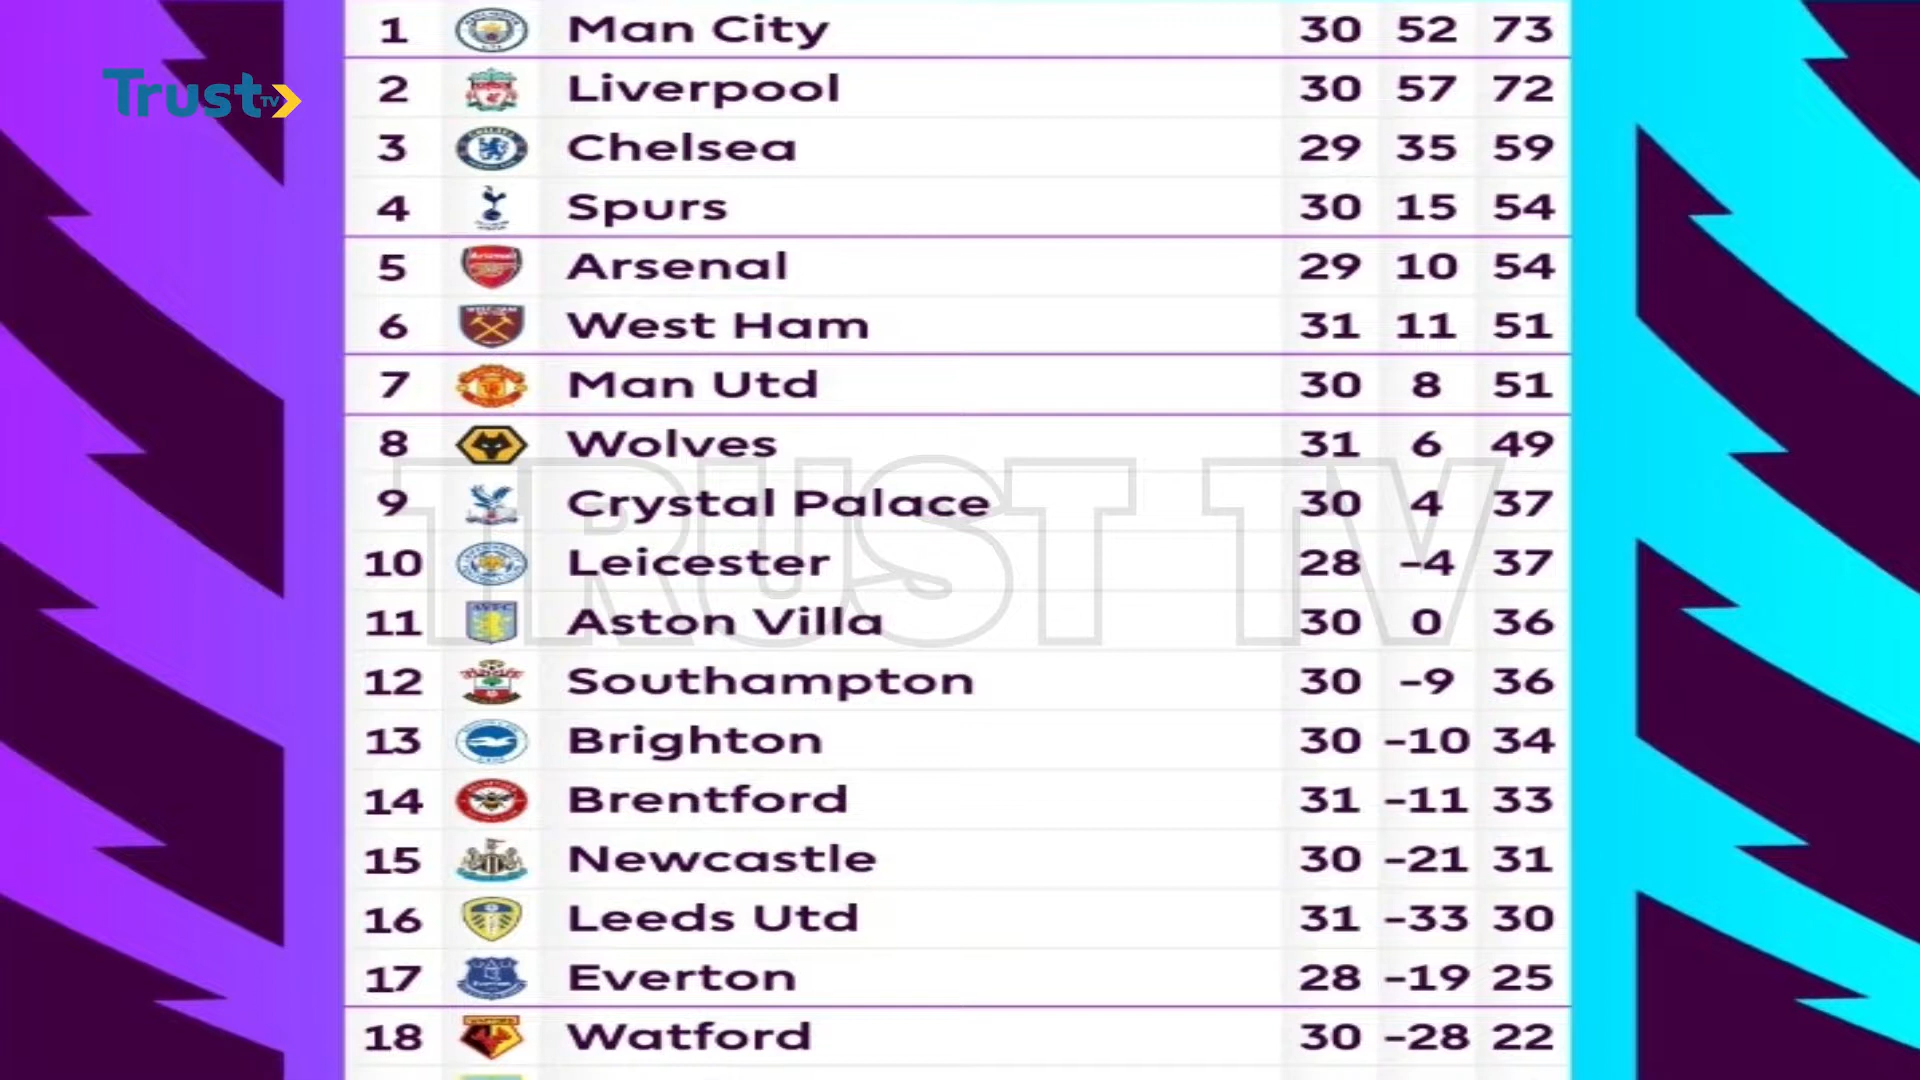 1 Man City 30 52 73
Trust TV
2 Liverpool 30 57 72
3 Chelsea 29 35 59
4 Spurs 30 15 54
5 Arsenal 29 10 54
6 West Ham 31 11 51
7 Man Utd 30 8 51
8 Wolves 31 6 49
9 Crystal Palace 30 4 37
TRUST TV
10 Leicester 28 -4 37
11 Aston Villa 30 0 36
12 Southampton 30 -9 36
13 Brighton 30 -10 34
14 Brentford 31 -11 33
15 Newcastle 30 -21 31
16 Leeds Utd 31 -33 30
17 Everton 28 -19 25
18 Watford 30 -28 22